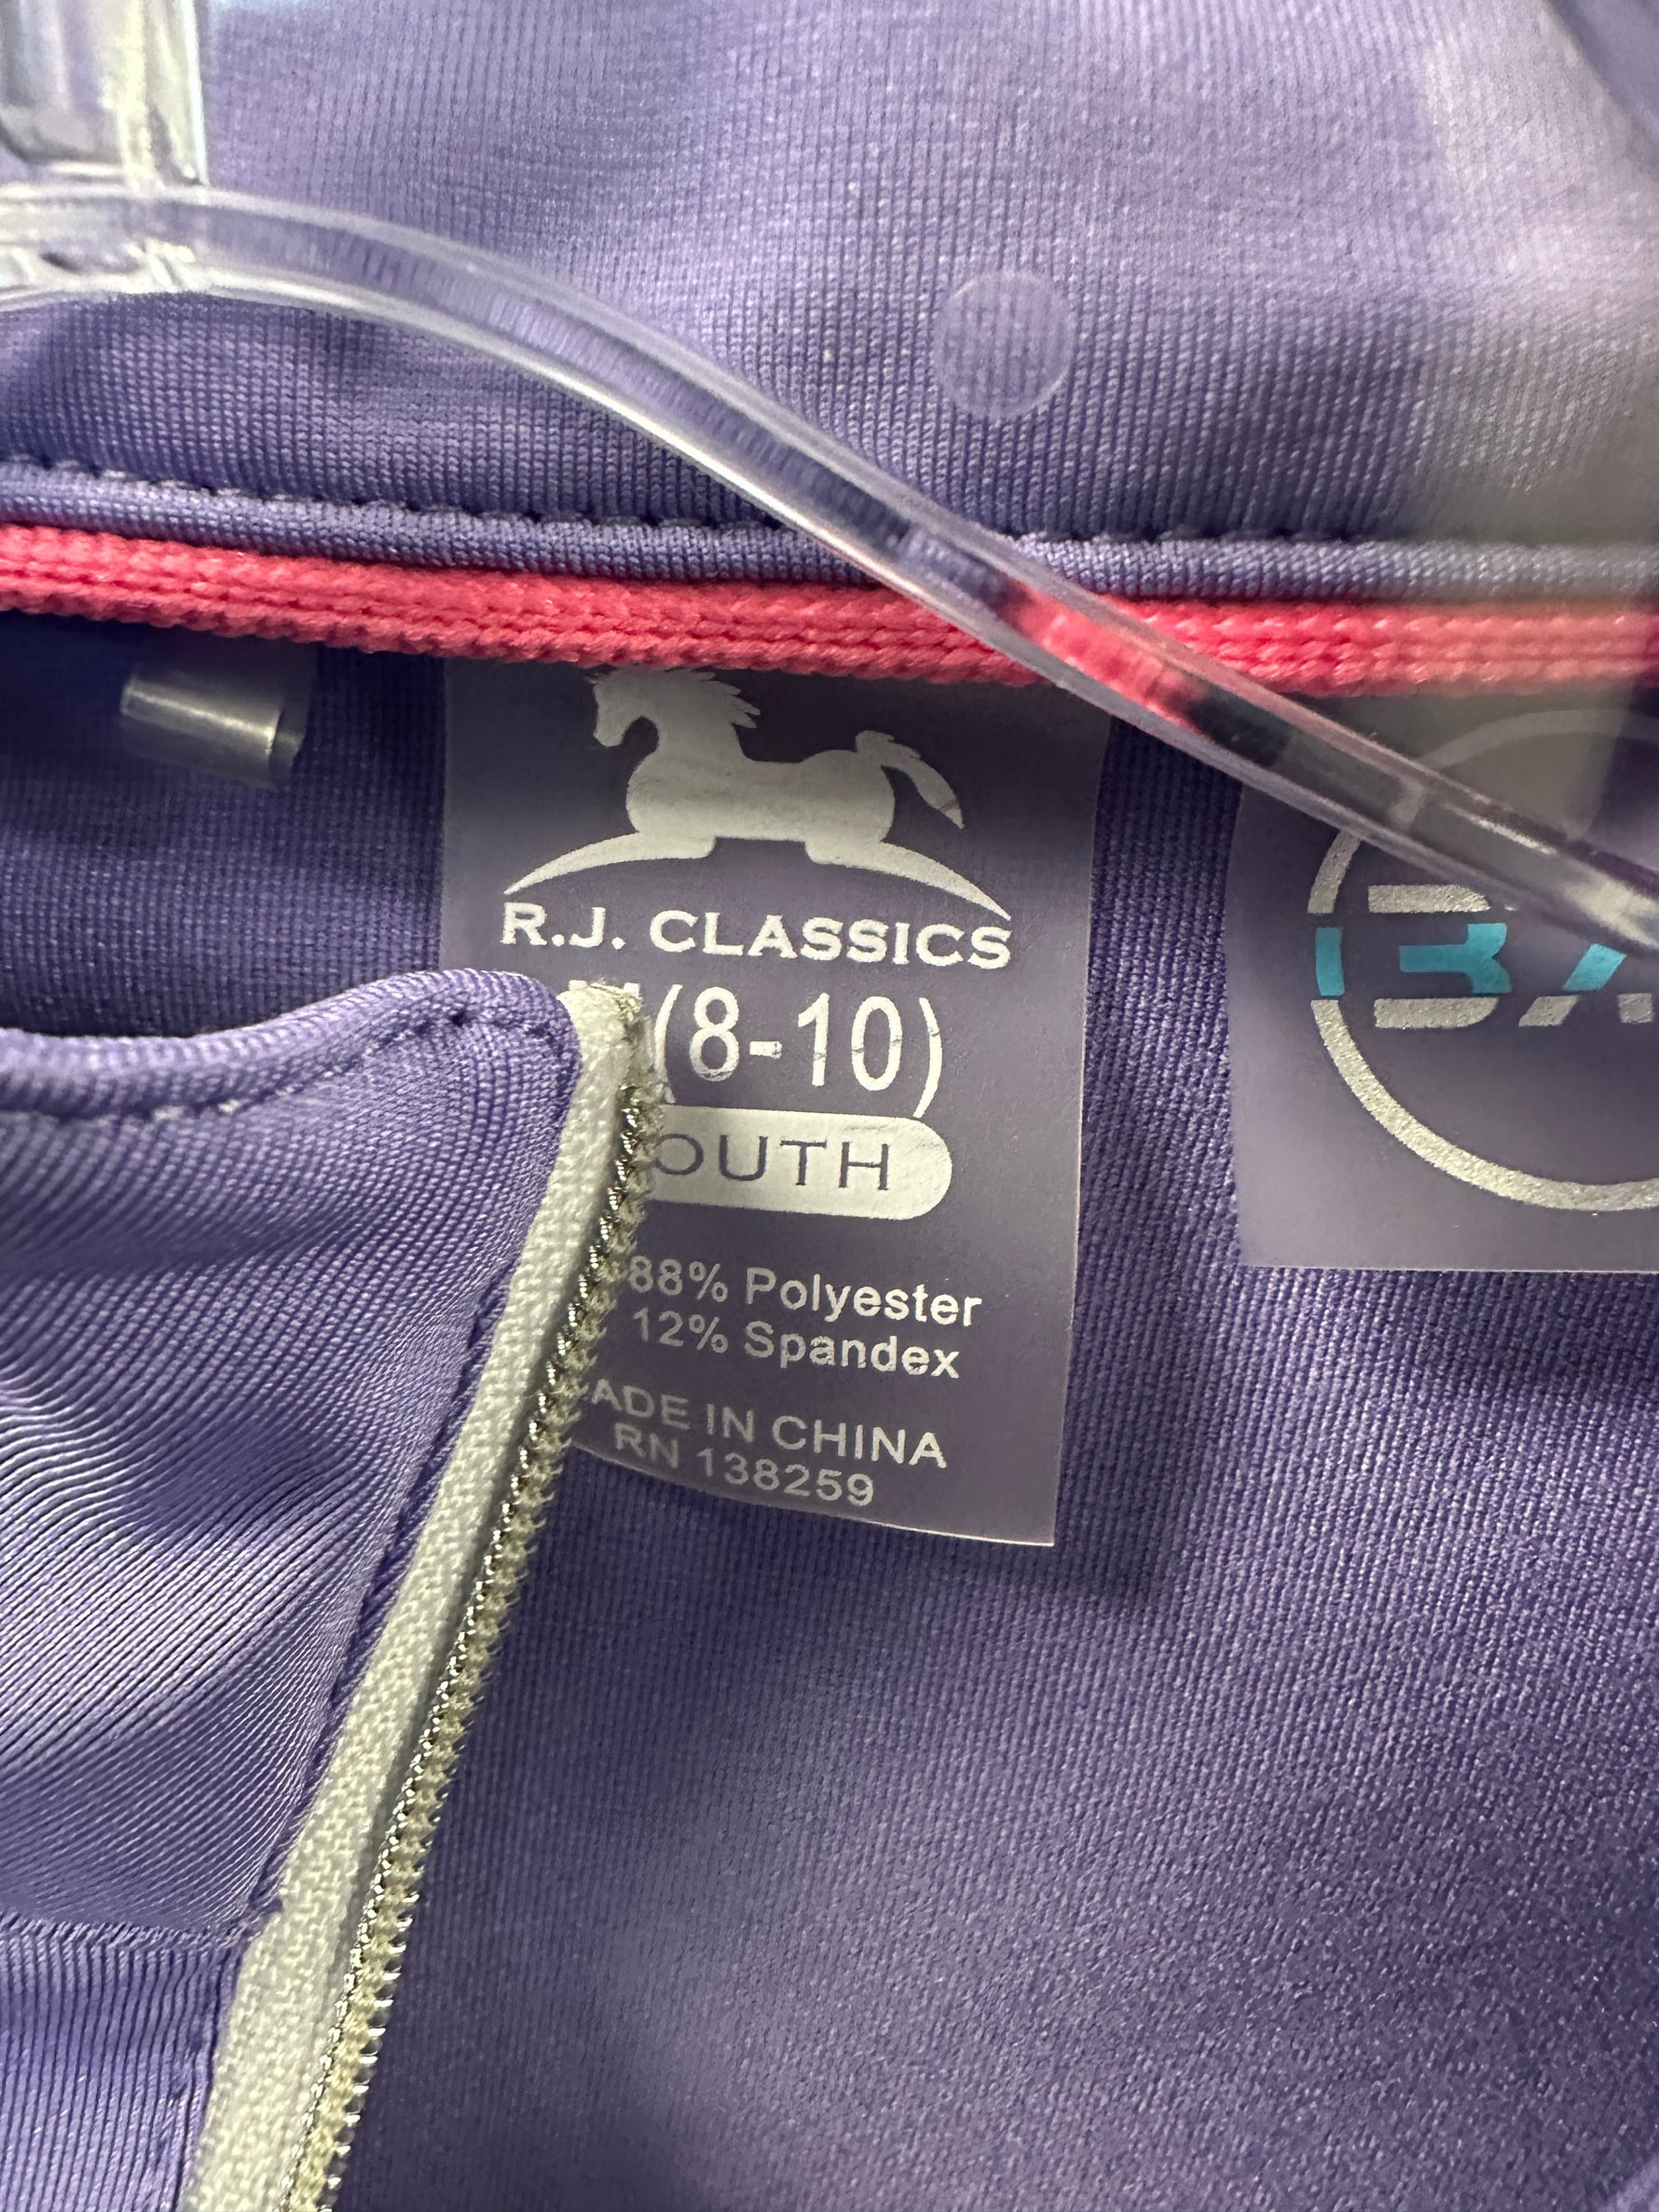 R.J. CLASSICS
(8-10)
OUTH
88% Polyester
12% Spandex
ADE IN CHINA
RN 138259